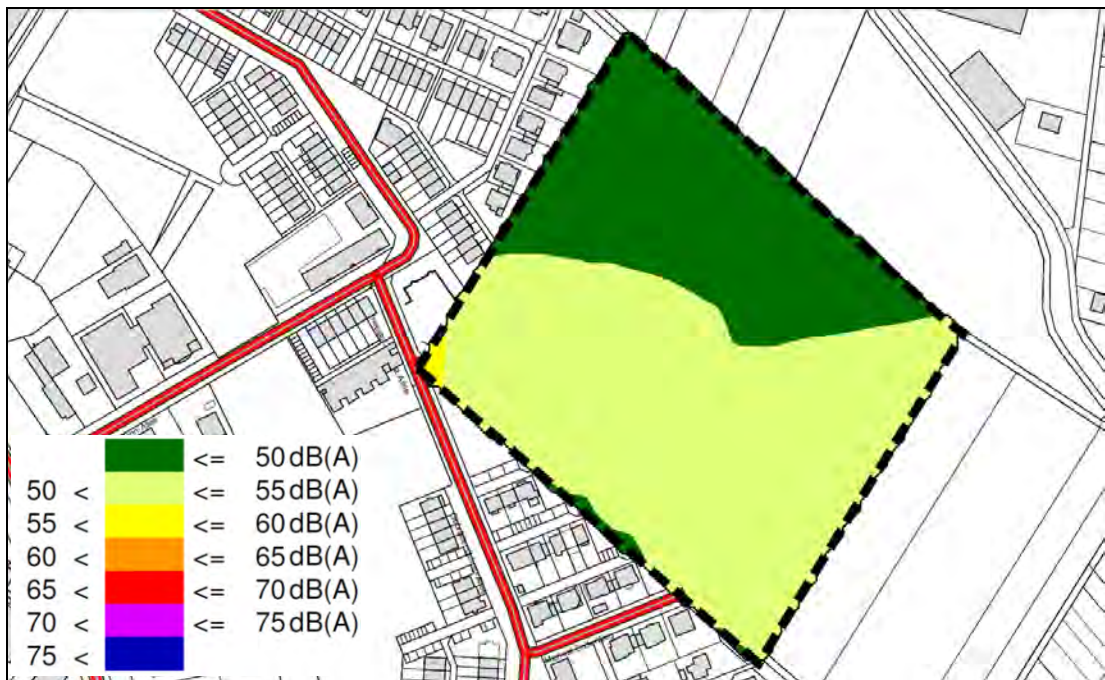 <= 50 dB(A)
50 < <= 55 dB(A)
55 < <= 60 dB(A)
60 < <= 65 dB(A)
65 < <= 70 dB(A)
70 < <= 75 dB(A)
75 <